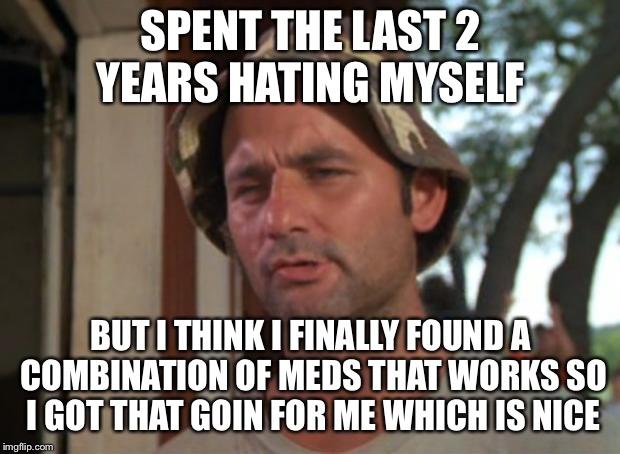 SPENT THE LAST 2
YEARS HATING MYSELF
BUT I THINK I FINALLY FOUND A
COMBINATION OF MEDS THAT WORKS SO
I GOT THAT GOIN FOR ME WHICH IS NICE
imgflip.com